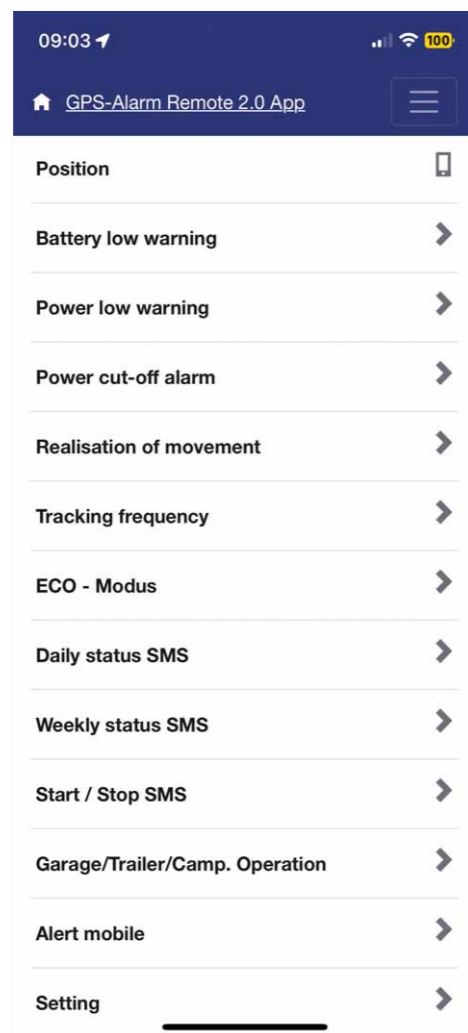 09:03
100
GPS-Alarm Remote 2.0 App
Position
Battery low warning
Power low warning
Power cut-off alarm
Realisation of movement
Tracking frequency
ECO - Modus
Daily status SMS
Weekly status SMS
Start / Stop SMS
Garage/Trailer/Camp. Operation
Alert mobile
Setting